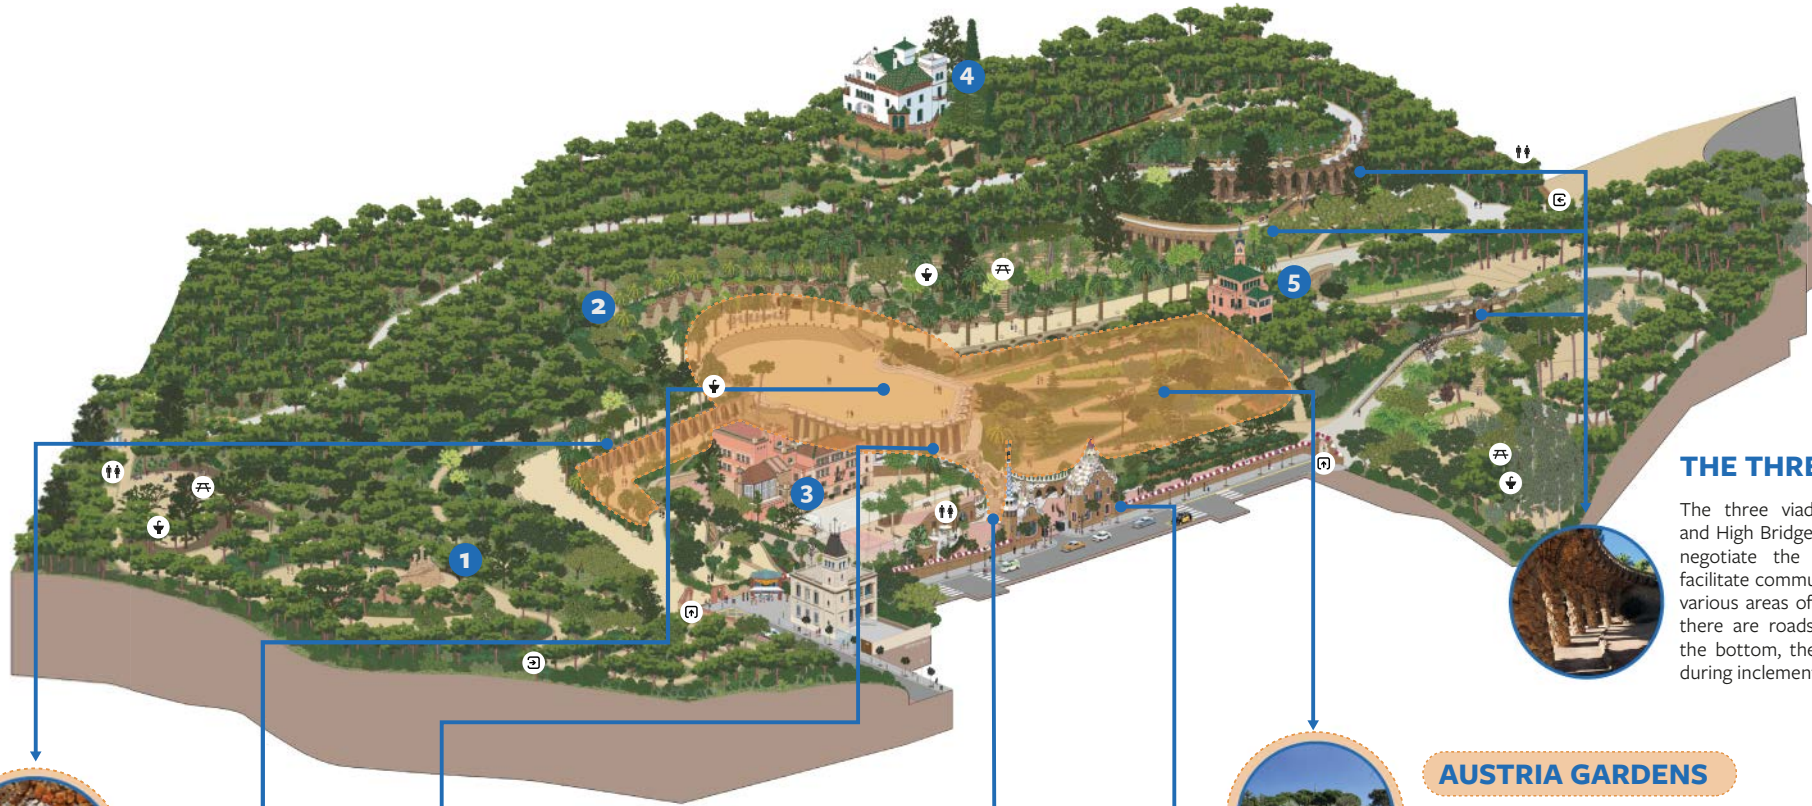 4
2
5
3
1
THE THRE
The three viad
and High Bridge
negotiate the
facilitate commu
various areas of
there are roads
the bottom, the
during inclemen
AUSTRIA GARDENS